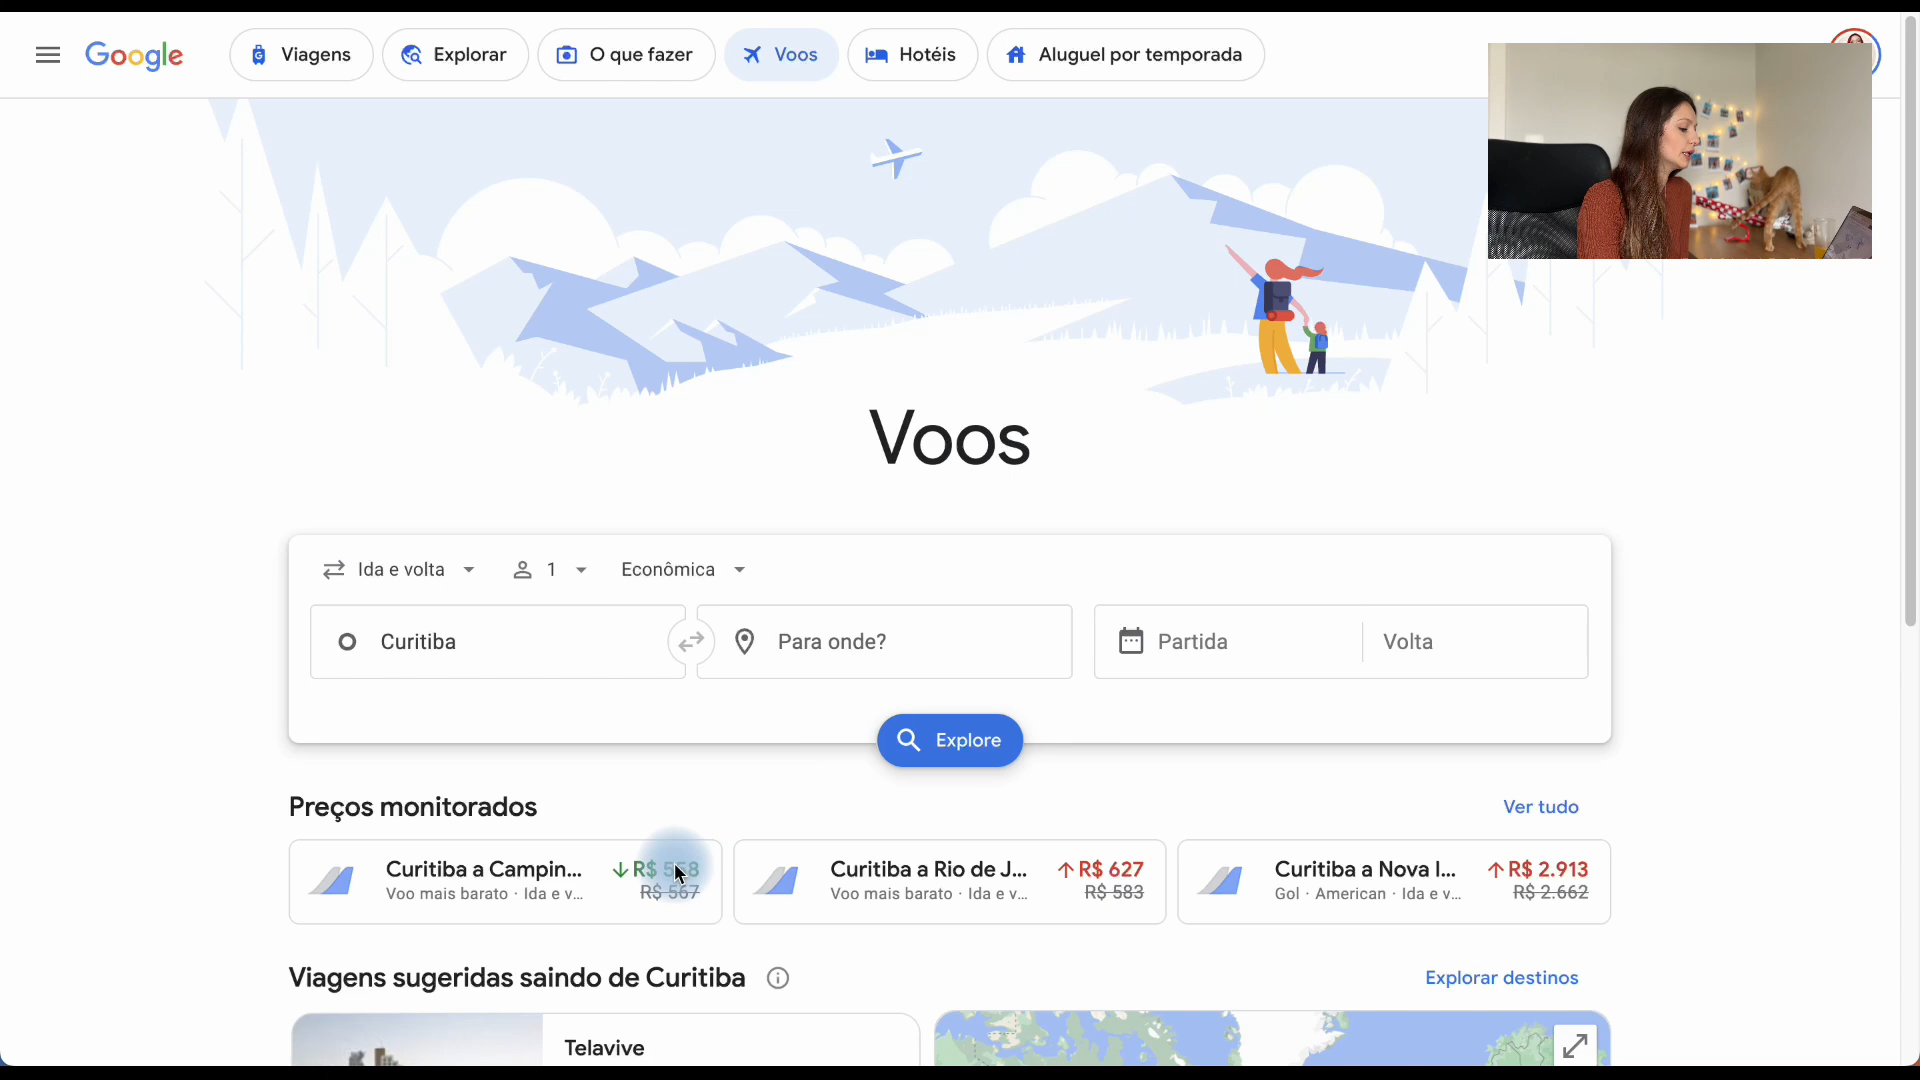 Google
Viagens
Explorar
O que fazer
Voos
Hotéis
Aluguel por temporada
Voos
Ida e volta
1
Econômica
Curitiba
Para onde?
Partida
Volta
Explore
Preços monitorados
Ver tudo
Curitiba a Campin...
R$ 558
Voo mais barato · Ida e v...
R$ 567
Curitiba a Rio de J...
R$ 627
Voo mais barato · Ida e v...
R$ 583
Curitiba a Nova I...
R$ 2.913
Gol · American · Ida e v...
R$ 2.662
Viagens sugeridas saindo de Curitiba
Explorar destinos
Telavive